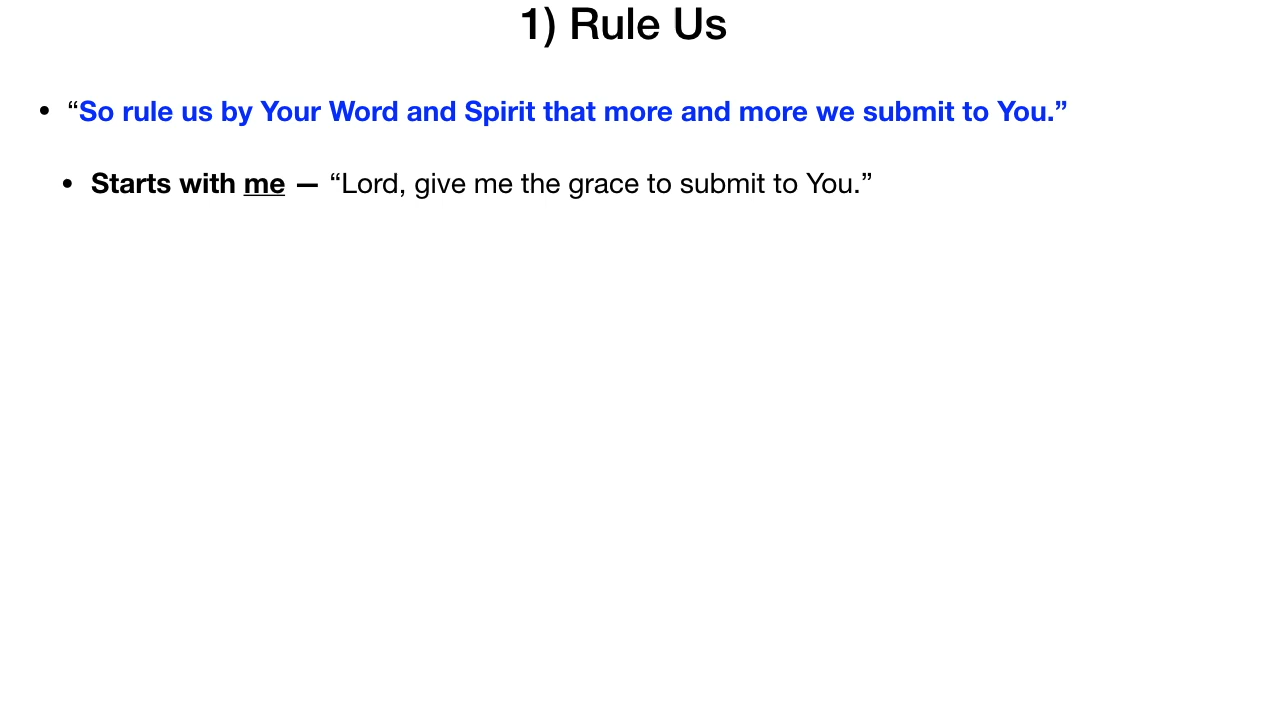 1) Rule Us
• “So rule us by Your Word and Spirit that more and more we submit to You.”
• Starts with me — “Lord, give me the grace to submit to You.”